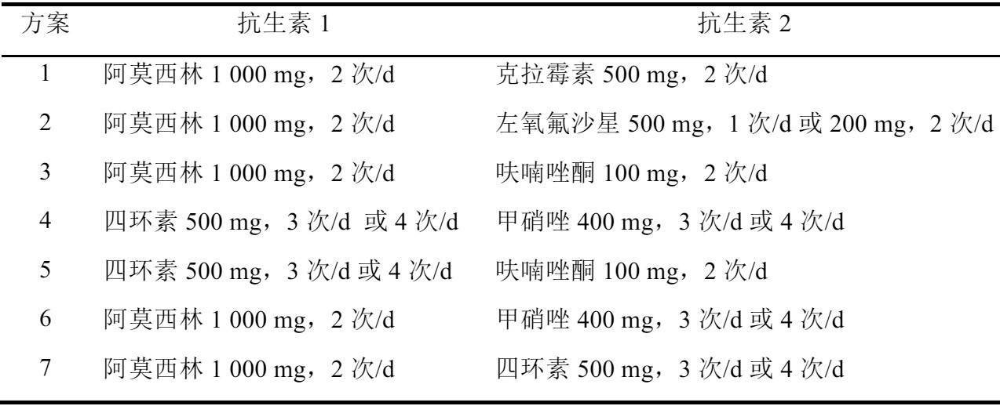 方案 抗生素 1 抗生素 2
1 阿莫西林 1 000 mg，2 次/d 克拉霉素 500 mg，2 次/d
2 阿莫西林 1 000 mg，2 次/d 左氧氟沙星 500 mg，1 次/d 或 200 mg，2 次/d
3 阿莫西林 1 000 mg，2 次/d 呋喃唑酮 100 mg，2 次/d
4 四环素 500 mg，3 次/d 或 4 次/d 甲硝唑 400 mg，3 次/d 或 4 次/d
5 四环素 500 mg，3 次/d 或 4 次/d 呋喃唑酮 100 mg，2 次/d
6 阿莫西林 1 000 mg，2 次/d 甲硝唑 400 mg，3 次/d 或 4 次/d
7 阿莫西林 1 000 mg，2 次/d 四环素 500 mg，3 次/d 或 4 次/d